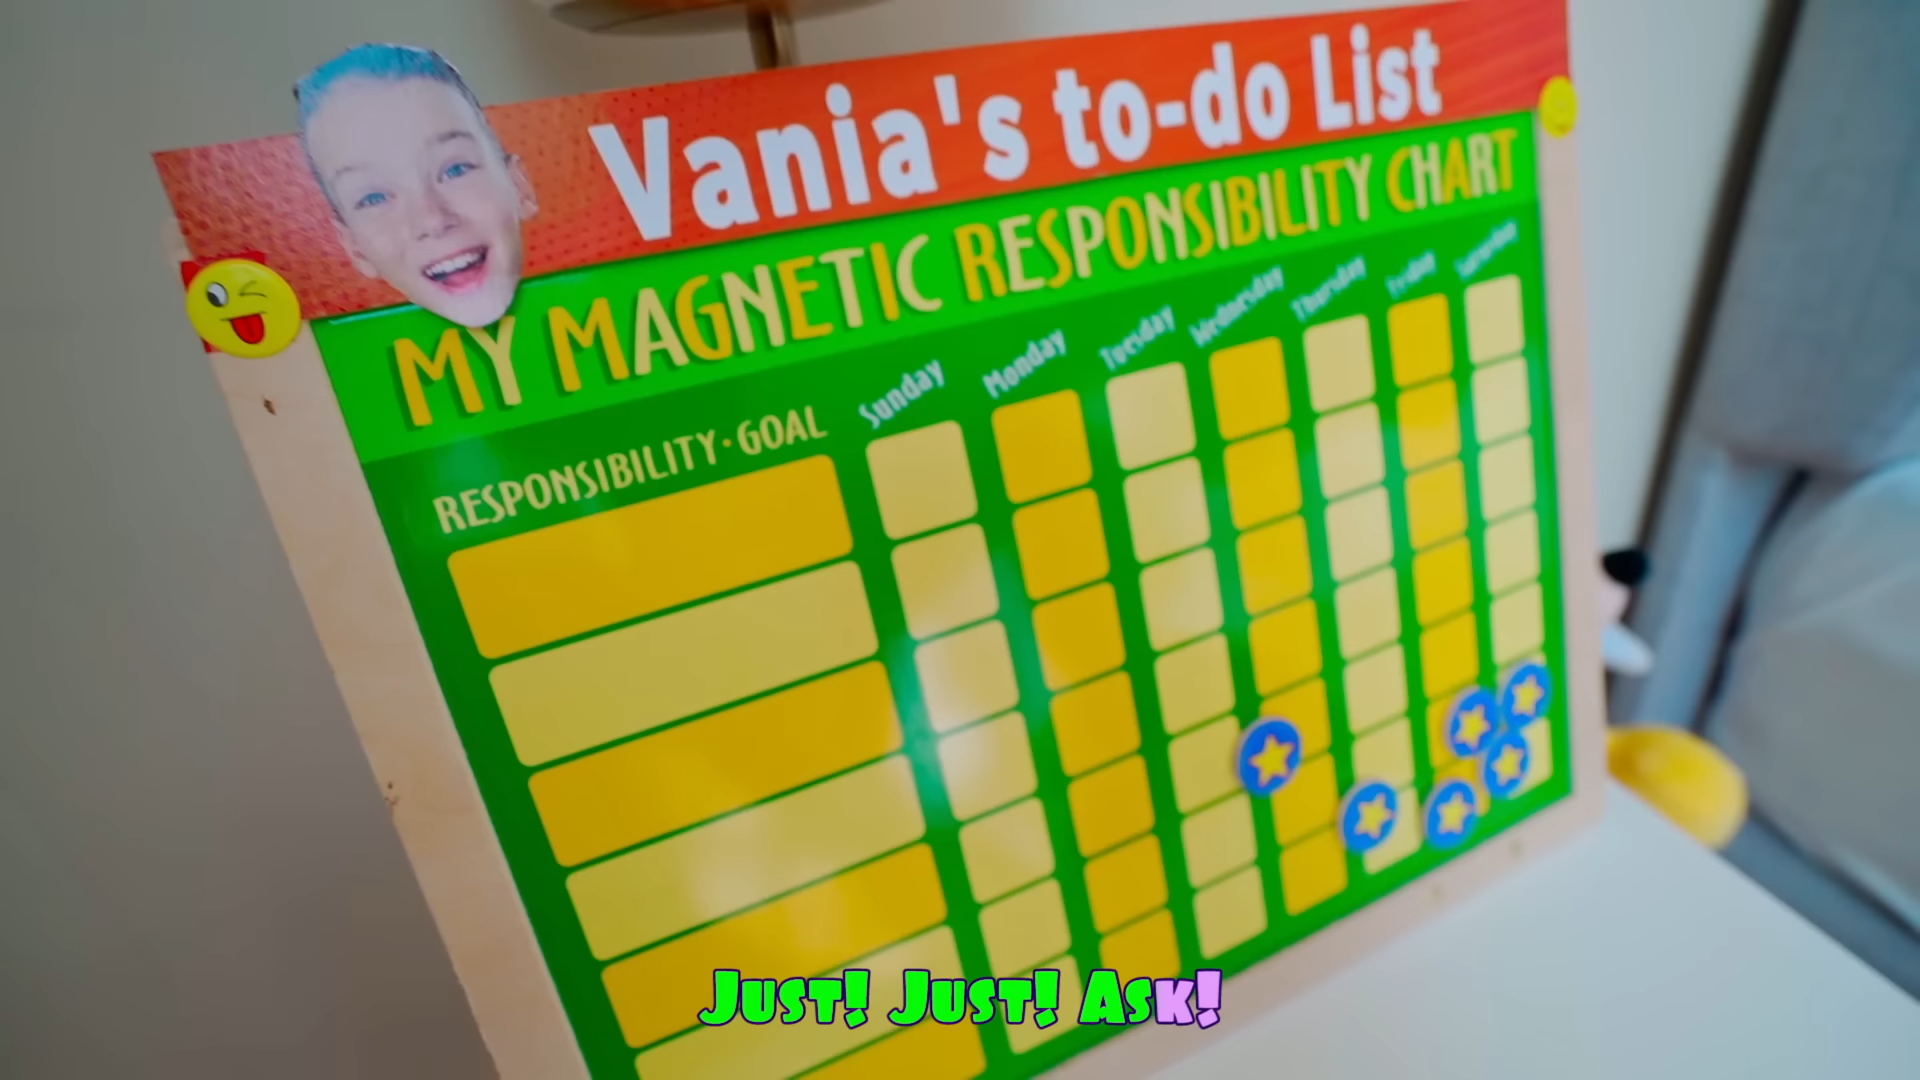 Vania's to-do List
MY MAGNETIC RESPONSIBILITY CHART
RESPONSIBILITY · GOAL
Sunday
Monday
Tuesday
Wednesday
Thursday
Friday
Saturday
JUST! JUST! ASK!